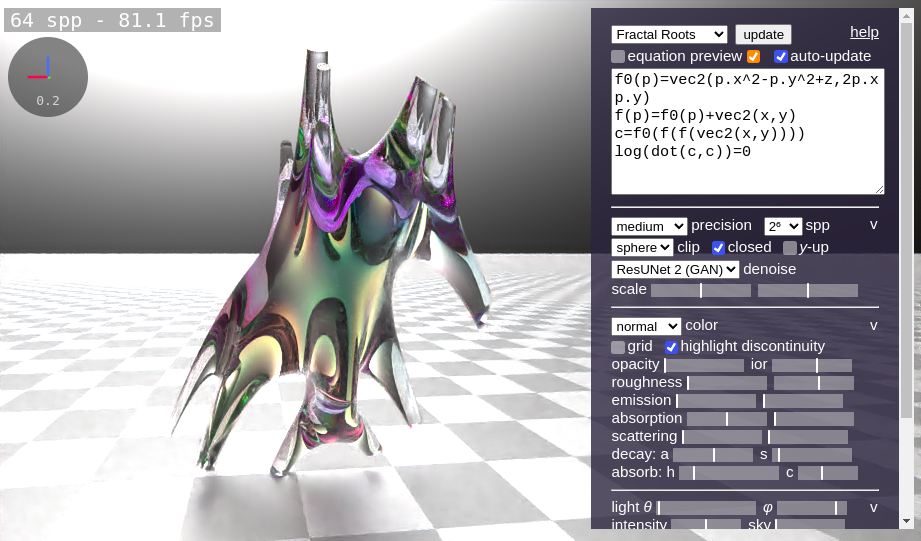 64 spp - 81.1 fps
0.2
Fractal Roots update help
equation preview auto-update
f0(p)=vec2(p.x^2-p.y^2+z,2p.x
p.y)
f(p)=f0(p)+vec2(x,y)
c=f0(f(f(vec2(x,y))))
log(dot(c,c))=0
medium precision 2⁶ spp v
sphere clip closed y-up
ResUNet 2 (GAN) denoise
scale
normal color v
grid highlight discontinuity
opacity ior
roughness
emission
absorption
scattering
decay: a s
absorb: h c
light θ φ v
intensity sky